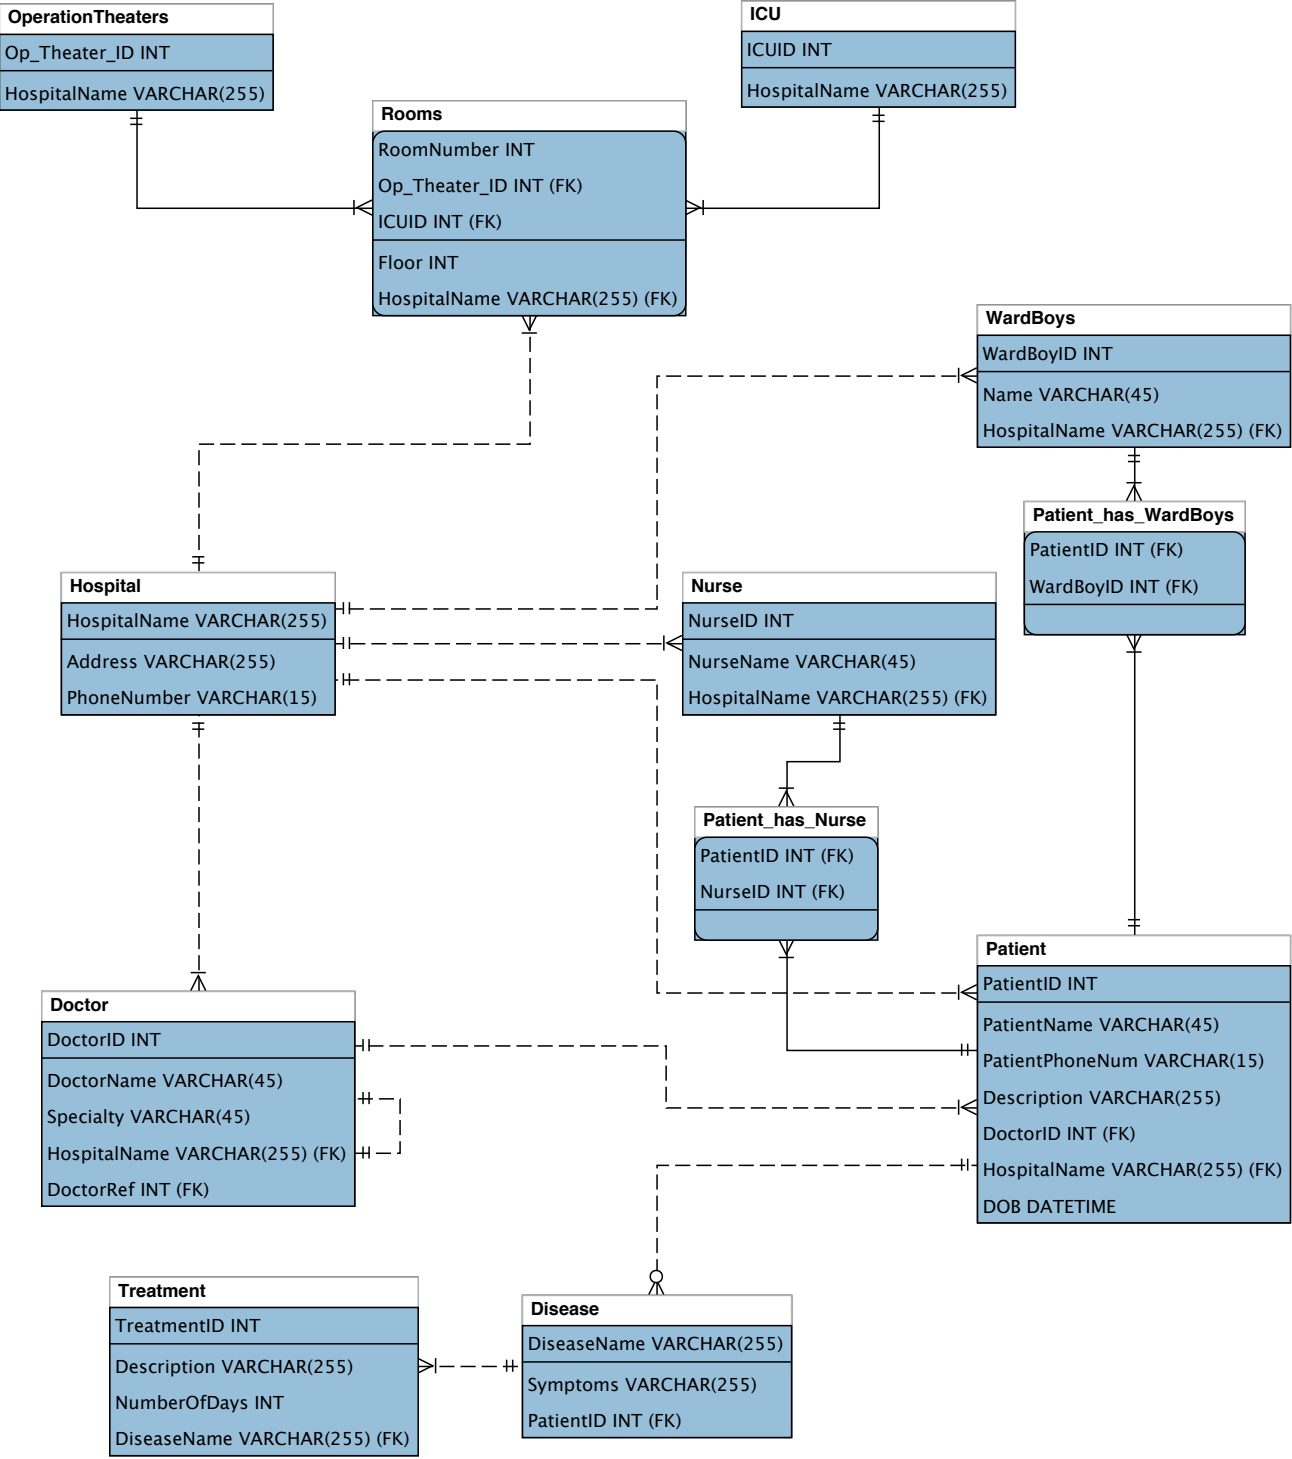 OperationTheaters
Op_Theater_ID INT
HospitalName VARCHAR(255)
ICU
ICUID INT
HospitalName VARCHAR(255)
Rooms
RoomNumber INT
Op_Theater_ID INT (FK)
ICUID INT (FK)
Floor INT
HospitalName VARCHAR(255) (FK)
WardBoys
WardBoyID INT
Name VARCHAR(45)
HospitalName VARCHAR(255) (FK)
Patient_has_WardBoys
PatientID INT (FK)
WardBoyID INT (FK)
Hospital
HospitalName VARCHAR(255)
Address VARCHAR(255)
PhoneNumber VARCHAR(15)
Nurse
NurseID INT
NurseName VARCHAR(45)
HospitalName VARCHAR(255) (FK)
Patient_has_Nurse
PatientID INT (FK)
NurseID INT (FK)
Patient
PatientID INT
PatientName VARCHAR(45)
PatientPhoneNum VARCHAR(15)
Description VARCHAR(255)
DoctorID INT (FK)
HospitalName VARCHAR(255) (FK)
DOB DATETIME
Doctor
DoctorID INT
DoctorName VARCHAR(45)
Specialty VARCHAR(45)
HospitalName VARCHAR(255) (FK)
DoctorRef INT (FK)
Treatment
TreatmentID INT
Description VARCHAR(255)
NumberOfDays INT
DiseaseName VARCHAR(255) (FK)
Disease
DiseaseName VARCHAR(255)
Symptoms VARCHAR(255)
PatientID INT (FK)